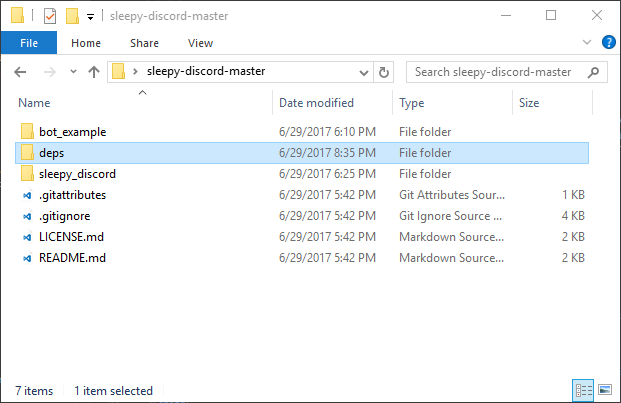 sleepy-discord-master
File Home Share View
sleepy-discord-master Search sleepy-discord-master
Name Date modified Type Size
bot_example 6/29/2017 6:10 PM File folder
deps 6/29/2017 8:35 PM File folder
sleepy_discord 6/29/2017 6:25 PM File folder
.gitattributes 6/29/2017 5:42 PM Git Attributes Sour... 1 KB
.gitignore 6/29/2017 5:42 PM Git Ignore Source ... 4 KB
LICENSE.md 6/29/2017 5:42 PM Markdown Source... 2 KB
README.md 6/29/2017 5:42 PM Markdown Source... 2 KB
7 items 1 item selected